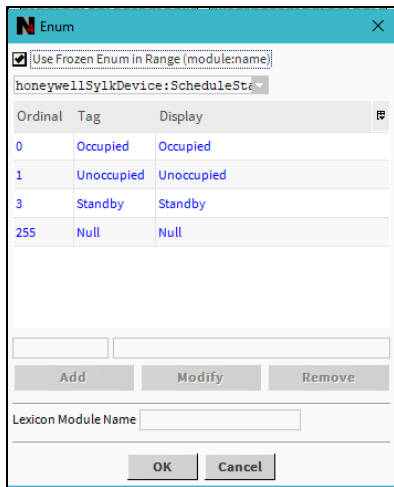 Enum
Use Frozen Enum in Range (module:name)
honeywellSylkDevice:ScheduleSta
Ordinal Tag Display
0 Occupied Occupied
1 Unoccupied Unoccupied
3 Standby Standby
255 Null Null
Add Modify Remove
Lexicon Module Name
OK Cancel